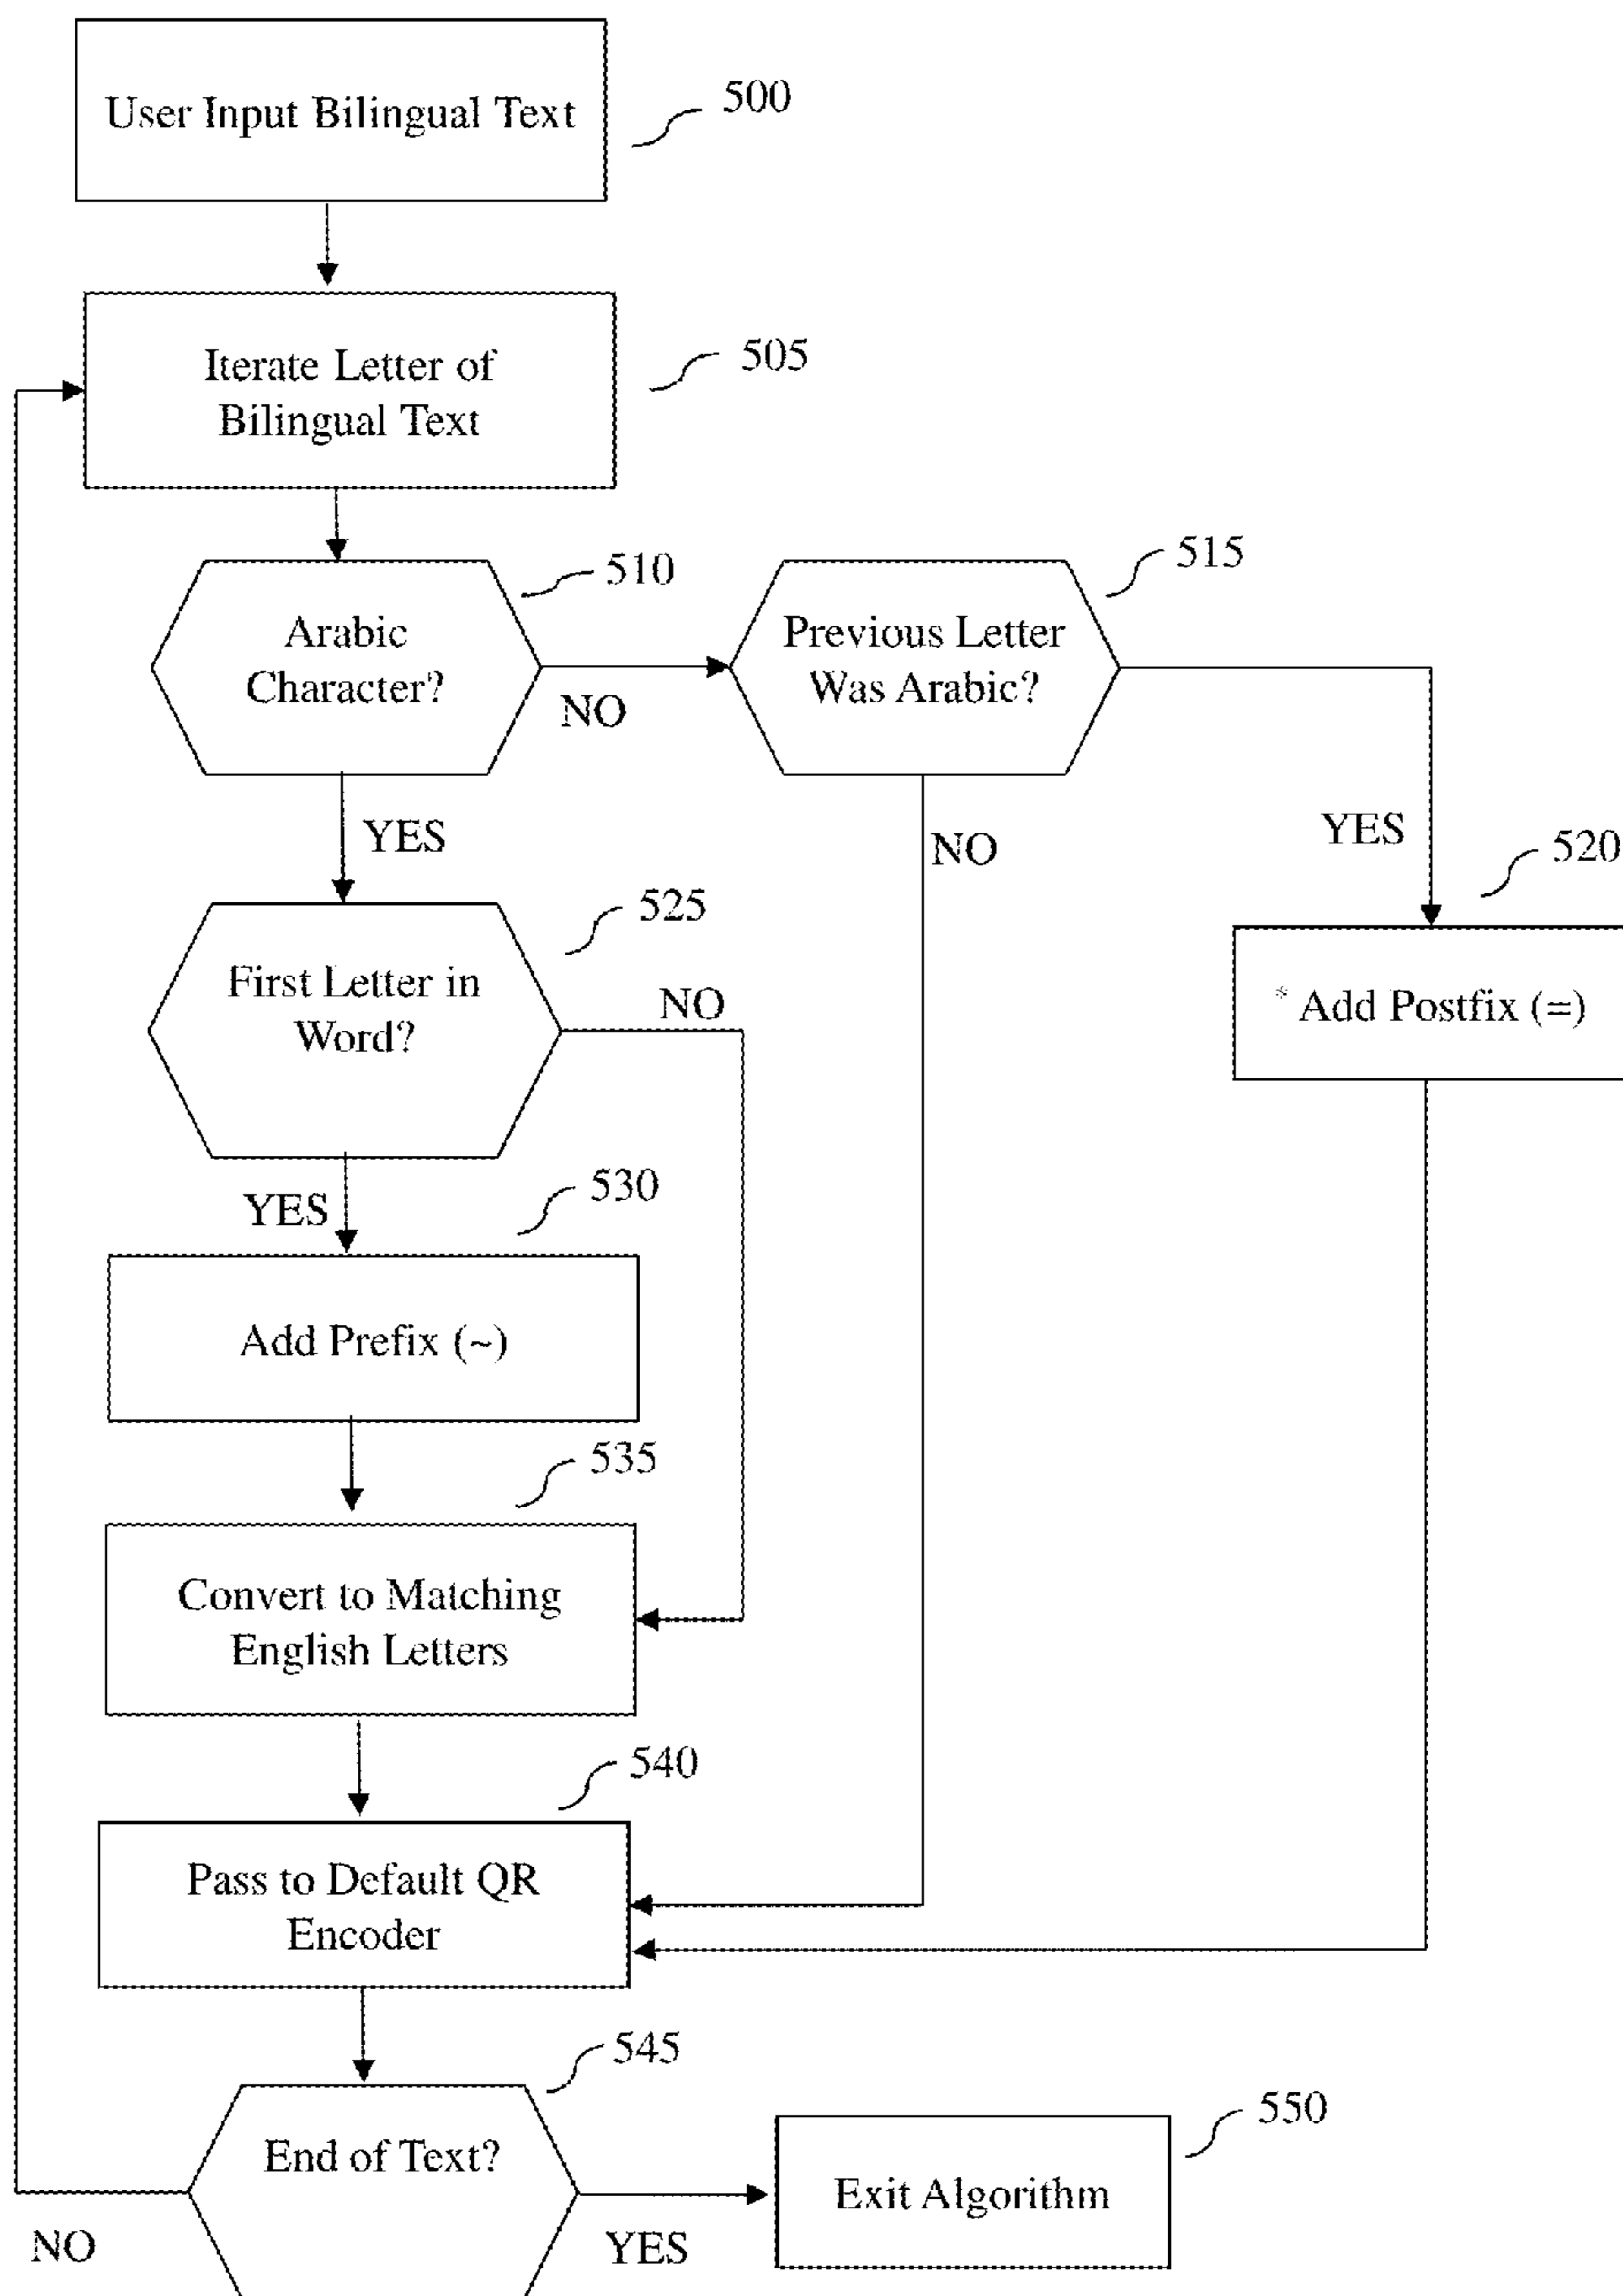 User Input Bilingual Text
500
Iterate Letter of
Bilingual Text
505
Arabic
Character?
510
NO
Previous Letter
Was Arabic?
515
YES
NO
YES
520
* Add Postfix (=)
First Letter in
Word?
525
NO
YES
530
Add Prefix (~)
535
Convert to Matching
English Letters
540
Pass to Default QR
Encoder
545
End of Text?
NO
YES
550
Exit Algorithm